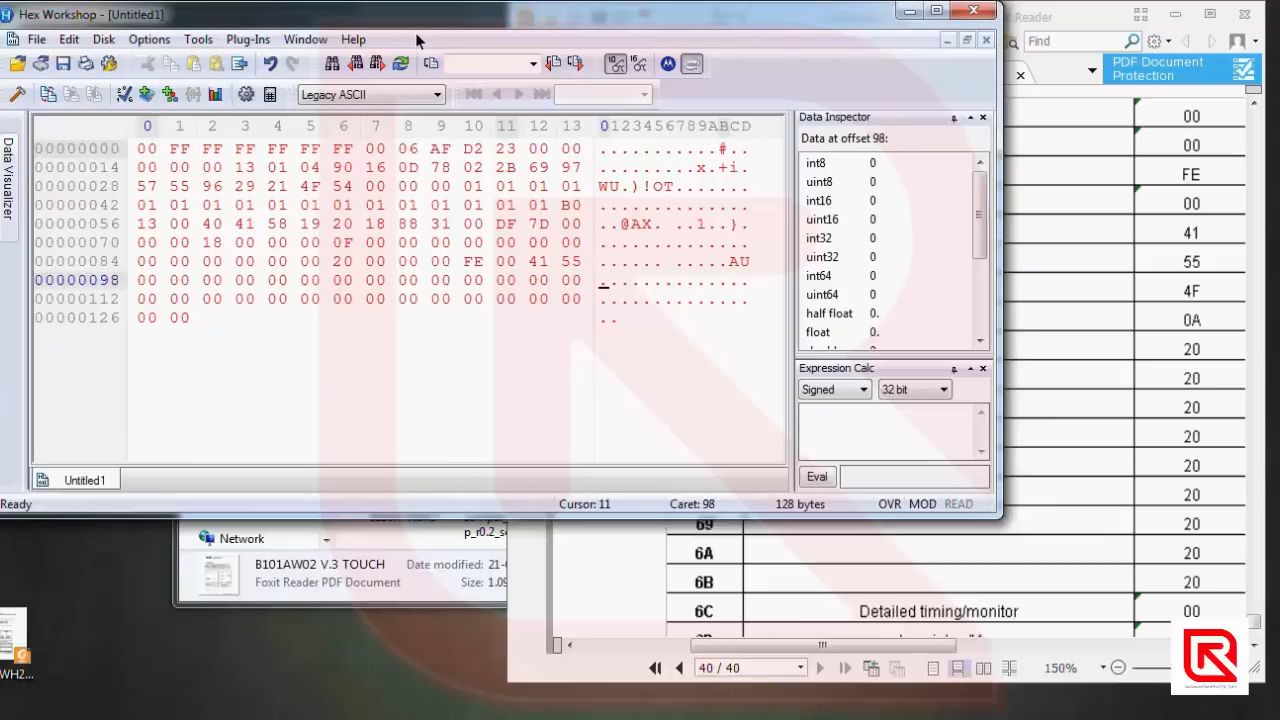 Hex Workshop - [Untitled1]
File Edit Disk Options Tools Plug-Ins Window Help
Legacy ASCII
0 1 2 3 4 5 6 7 8 9 10 11 12 13 0123456789ABCD
00000000 00 FF FF FF FF FF FF 00 06 AF D2 23 00 00 ...........#..
00000014 00 00 00 13 01 04 90 16 0D 78 02 2B 69 97 .........x.+i.
00000028 57 55 96 29 21 4F 54 00 00 00 01 01 01 01 WU.)!OT.......
00000042 01 01 01 01 01 01 01 01 01 01 01 01 01 B0 ..............
00000056 13 00 40 41 58 19 20 18 88 31 00 DF 7D 00 ..@AX. ..1..}.
00000070 00 00 18 00 00 00 0F 00 00 00 00 00 00 00 ..............
00000084 00 00 00 00 00 00 20 00 00 00 FE 00 41 55 ...... .....AU
00000098 00 00 00 00 00 00 00 00 00 00 00 00 00 00 ..............
00000112 00 00 00 00 00 00 00 00 00 00 00 00 00 00 ..............
00000126 00 00 ..
Data Visualizer
Untitled1
Ready
Cursor: 11 Caret: 98 128 bytes OVR MOD READ
Data Inspector
Data at offset 98:
int8 0
uint8 0
int16 0
uint16 0
int32 0
uint32 0
int64 0
uint64 0
half float 0.
float 0.
Expression Calc
Signed 32 bit
Eval
Reader
Find
PDF Document
Protection
00
00
FE
00
41
55
4F
0A
20
20
20
20
20
20
69 20
6A 20
6B 20
6C Detailed timing/monitor 00
40 / 40
150%
Network
p_r0.2_s
B101AW02 V.3 TOUCH
Date modified: 21-
Foxit Reader PDF Document
Size: 1.09
WH2...